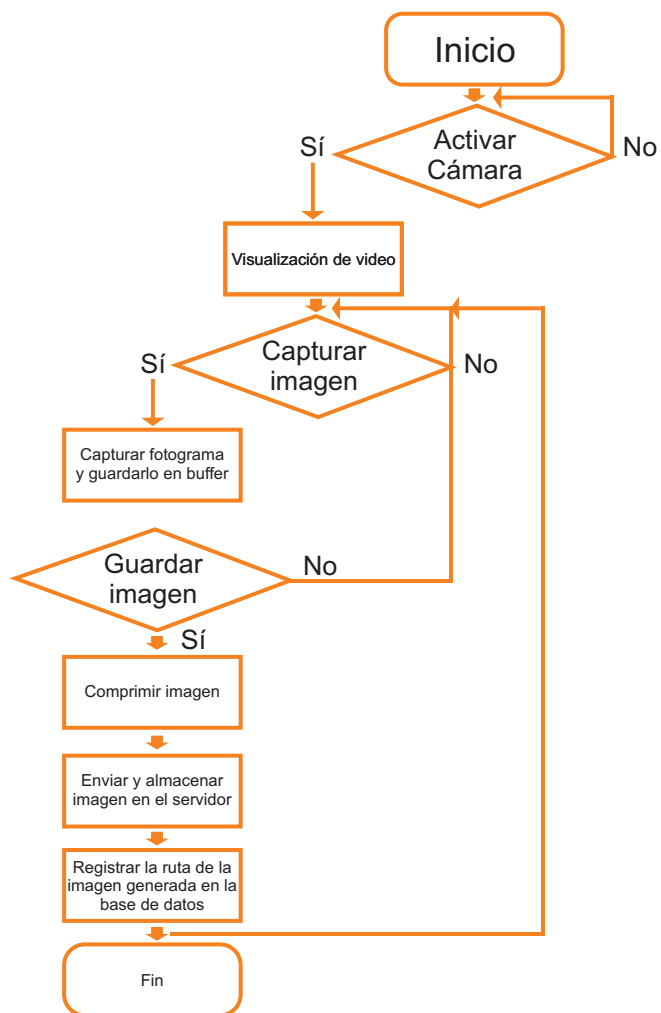 Inicio
Activar
Cámara
Sí
No
Visualización de video
Capturar
imagen
Sí
No
Capturar fotograma
y guardarlo en buffer
Guardar
imagen
No
Sí
Comprimir imagen
Enviar y almacenar
imagen en el servidor
Registrar la ruta de la
imagen generada en la
base de datos
Fin